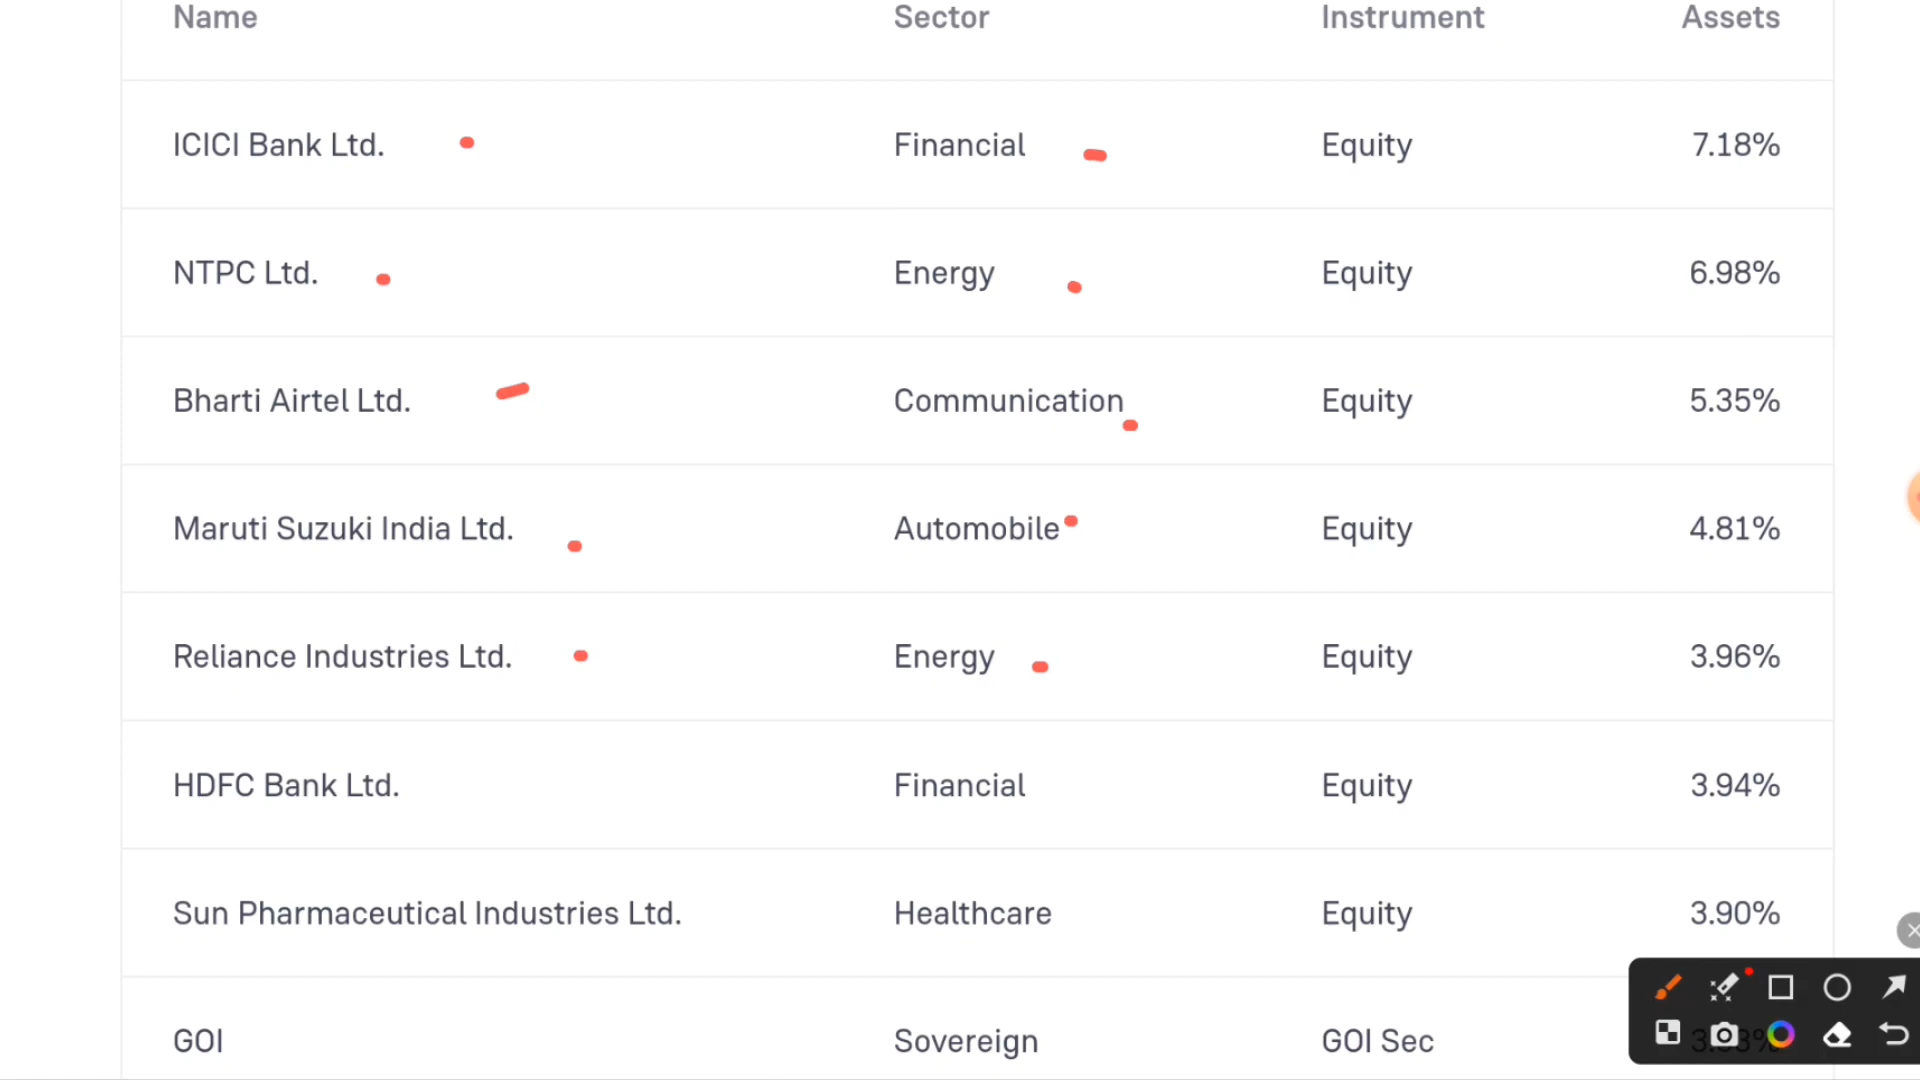 Name Sector Instrument Assets
ICICI Bank Ltd. Financial Equity 7.18%
NTPC Ltd. Energy Equity 6.98%
Bharti Airtel Ltd. Communication Equity 5.35%
Maruti Suzuki India Ltd. Automobile Equity 4.81%
Reliance Industries Ltd. Energy Equity 3.96%
HDFC Bank Ltd. Financial Equity 3.94%
Sun Pharmaceutical Industries Ltd. Healthcare Equity 3.90%
GOI Sovereign GOI Sec